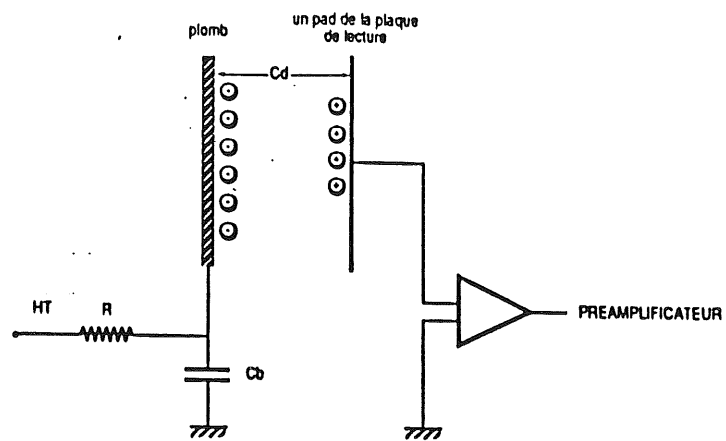 plomb
un pad de la plaque
de lecture
Cd
HT
R
Cb
PREAMPLIFICATEUR